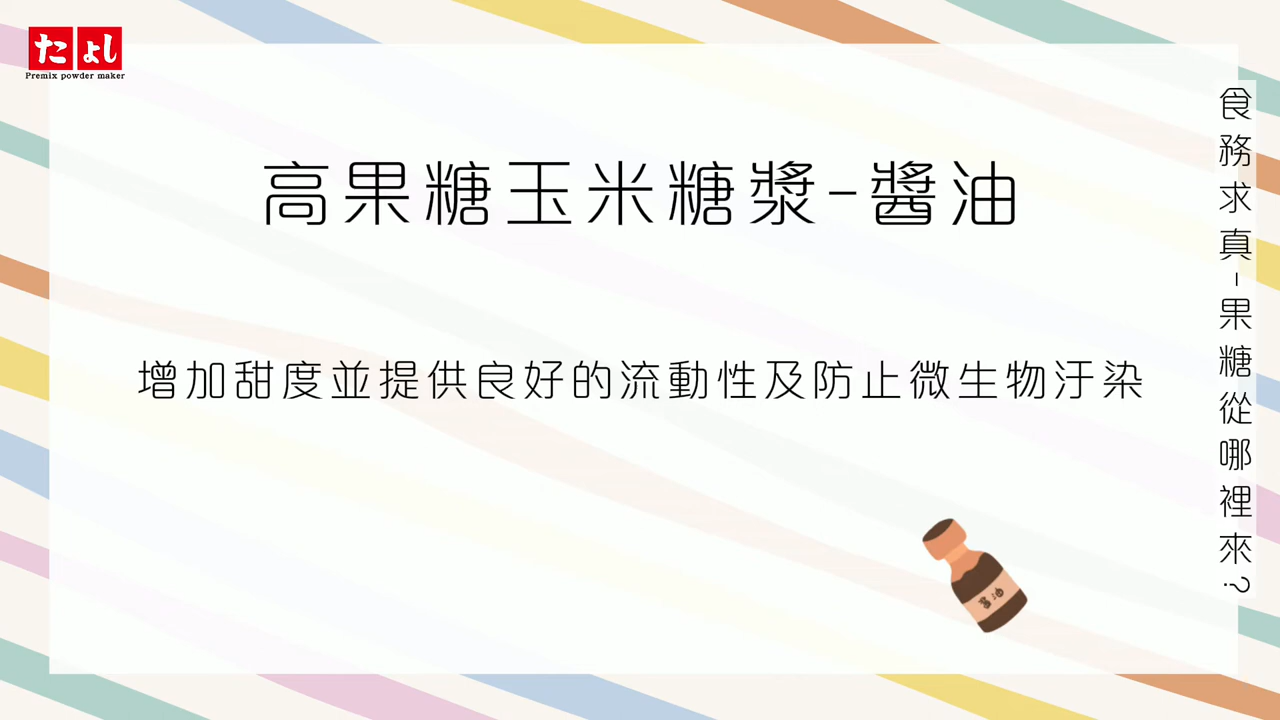 たよし
Premix powder maker
高果糖玉米糖漿-醬油
增加甜度並提供良好的流動性及防止微生物汙染
醬油
食務求真-果糖從哪裡來?